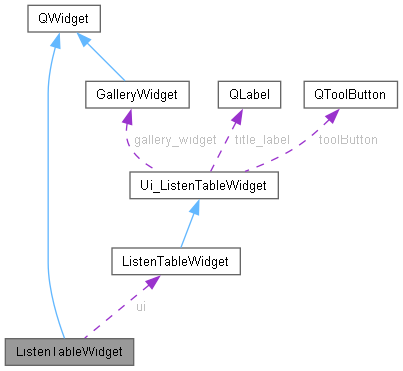 QWidget
GalleryWidget
QLabel
QToolButton
gallery_widget
title_label
toolButton
Ui_ListenTableWidget
ListenTableWidget
ui
ListenTableWidget